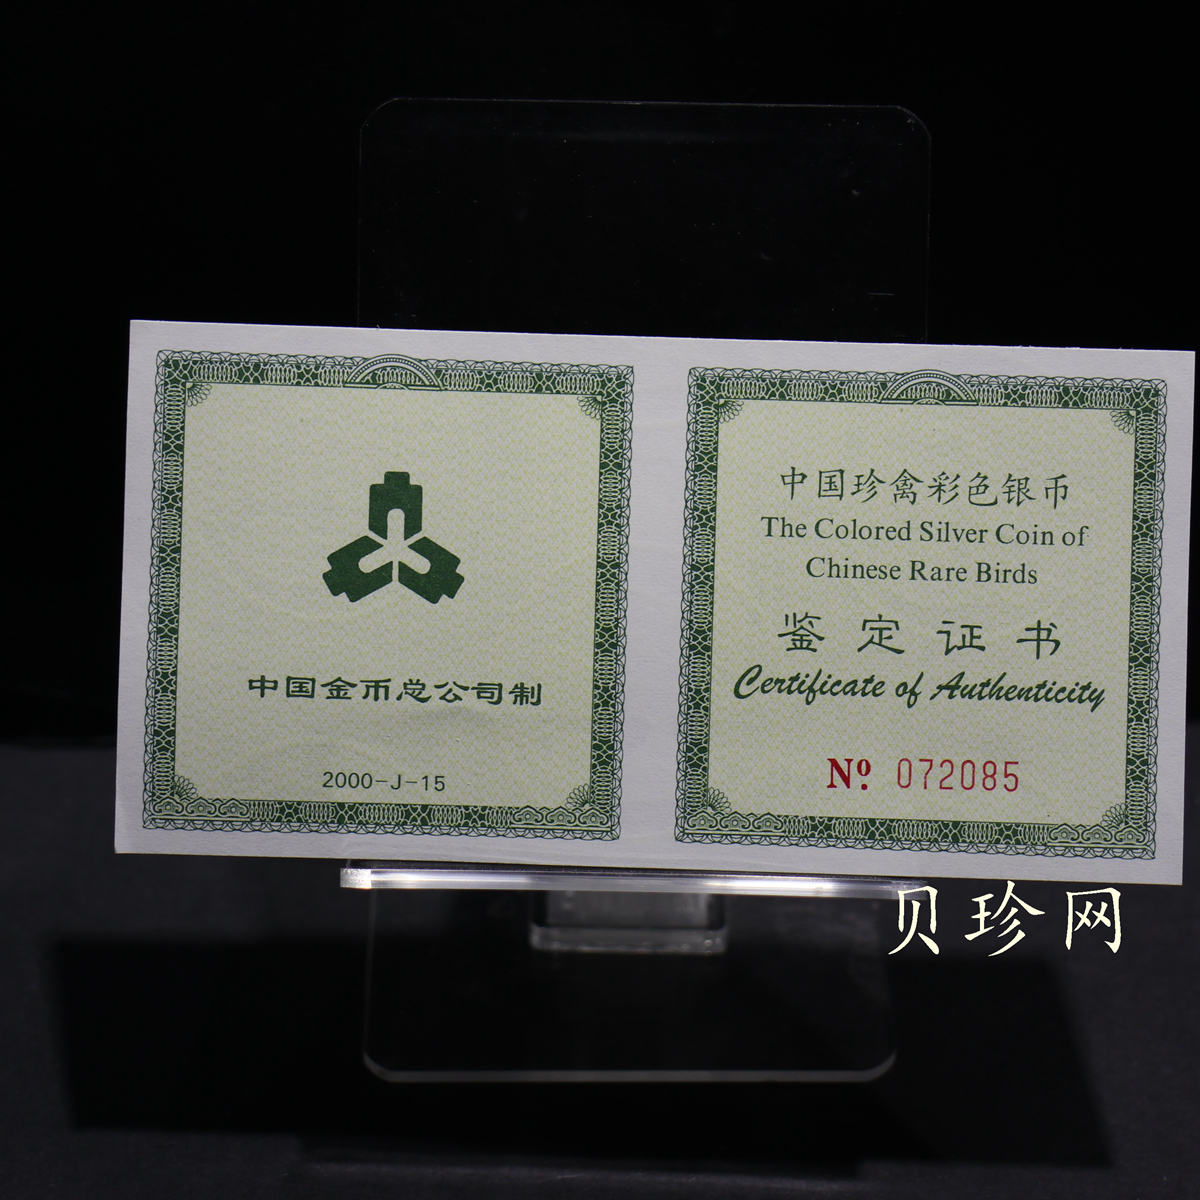 中国金币总公司制
2000-J-15
中国珍禽彩色银币
The Colored Silver Coin of
Chinese Rare Birds
鉴定证书
Certificate of Authenticity
Nº 072085
贝珍网